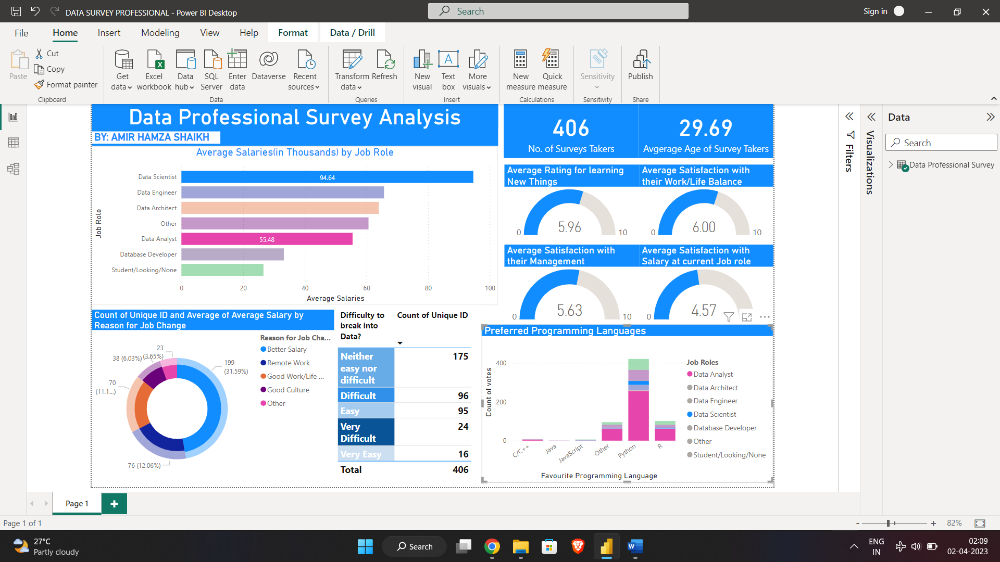 DATA SURVEY PROFESSIONAL - Power BI Desktop
Search
Sign in
File
Home
Insert
Modeling
View
Help
Format
Data / Drill
Paste
Cut
Copy
Format painter
Clipboard
Get data
Excel workbook
Data hub
SQL Server
Enter data
Dataverse
Recent sources
Data
Transform data
Refresh
Queries
New visual
Text box
More visuals
Insert
New measure
Quick measure
Calculations
Sensitivity
Sensitivity
Publish
Share
Data Professional Survey Analysis
BY: AMIR HAMZA SHAIKH
406
No. of Surveys Takers
29.69
Avgerage Age of Survey Takers
Average Salaries(in Thousands) by Job Role
Job Role
Data Scientist
94.64
Data Engineer
Data Architect
Other
Data Analyst
55.48
Database Developer
Student/Looking/None
0 20 40 60 80 100
Average Salaries
Average Rating for learning
New Things
0 5.96 10
Average Satisfaction with
their Work/Life Balance
0 6.00 10
Average Satisfaction with
their Management
0 5.63 10
Average Satisfaction with
Salary at current Job role
0 4.57
Count of Unique ID and Average of Average Salary by
Reason for Job Change
23
(3.65%)
38 (6.03%)
199
(31.59%)
70
(11.1...)
76 (12.06%)
Reason for Job Cha...
Better Salary
Remote Work
Good Work/Life ...
Good Culture
Other
Difficulty to
break into
Data?
Count of Unique ID
Neither
easy nor
difficult
175
Difficult 96
Easy 95
Very
Difficult
24
Very Easy 16
Total 406
Preferred Programming Languages
Count of votes
400
200
0
C/C++
Java
JavaScript
Other
Python
R
Favourite Programming Language
Job Roles
Data Analyst
Data Architect
Data Engineer
Data Scientist
Database Developer
Other
Student/Looking/None
Filters
Visualizations
Data
Search
Data Professional Survey
Page 1
Page 1 of 1
- + 82%
27°C
Partly cloudy
Search
ENG
IN
02:09
02-04-2023